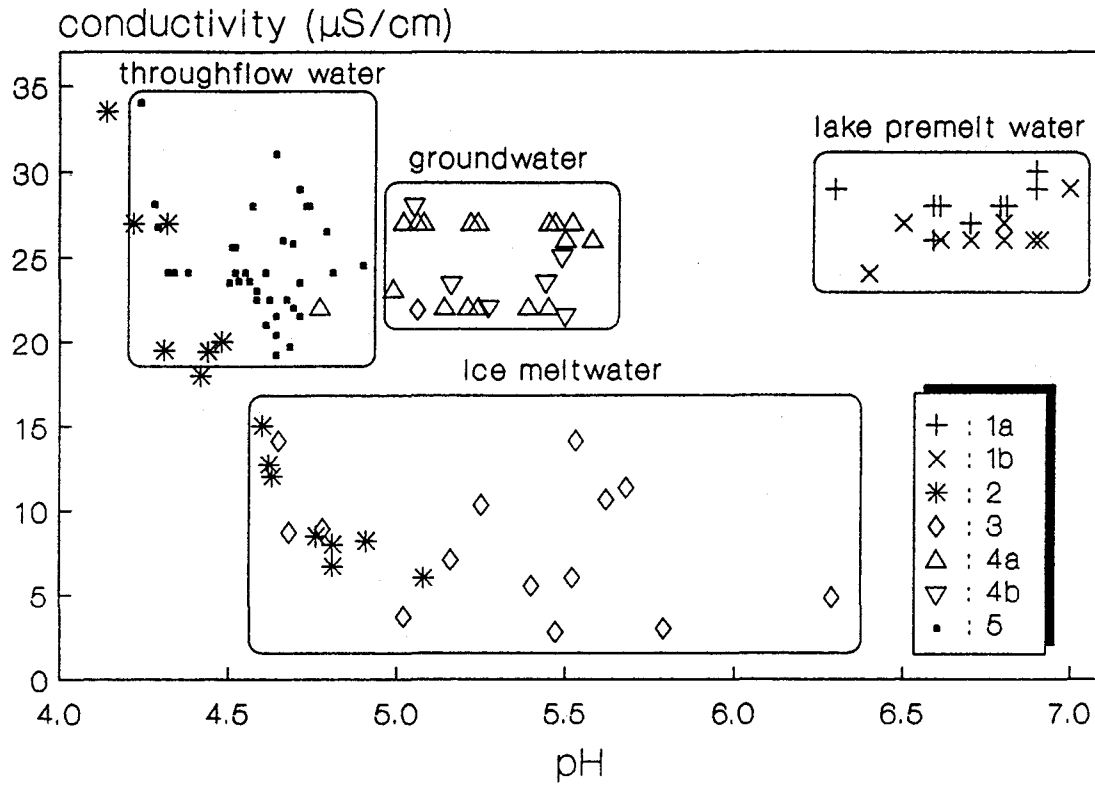 conductivity (µS/cm)
throughflow water
groundwater
lake premelt water
Ice meltwater
35
30
25
20
15
10
5
0
4.0 4.5 5.0 5.5 6.0 6.5 7.0
pH
: 1a
: 1b
: 2
: 3
: 4a
: 4b
: 5